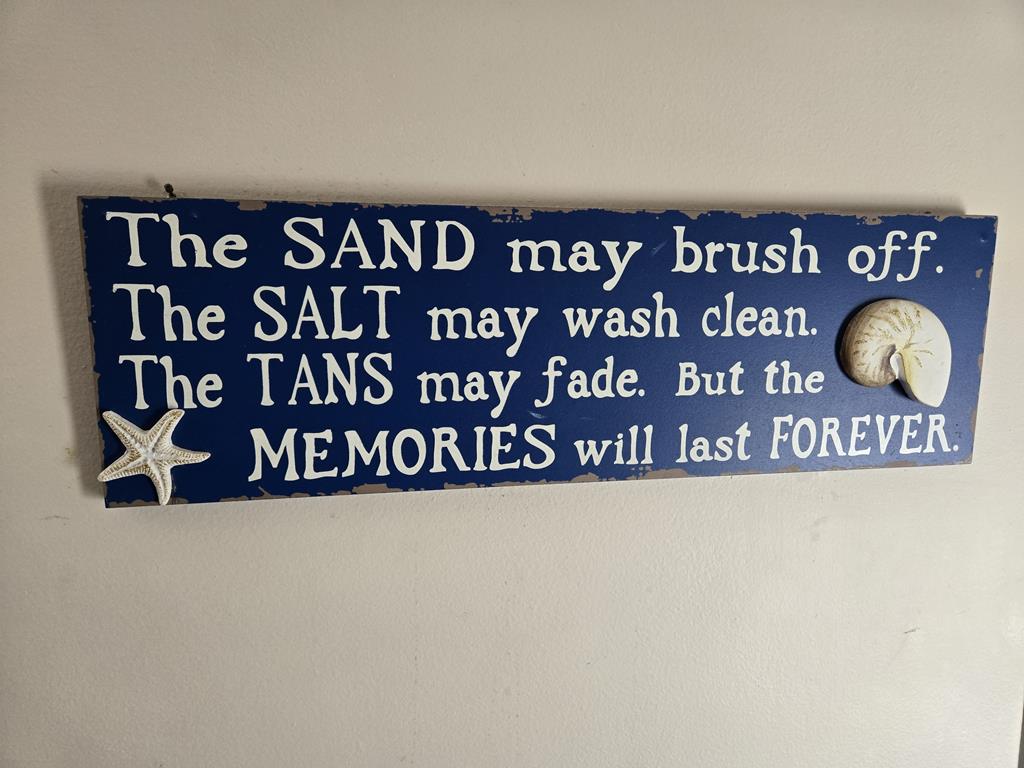 The SAND may brush off.
The SALT may wash clean.
The TANS may fade. But the
MEMORIES will last FOREVER.